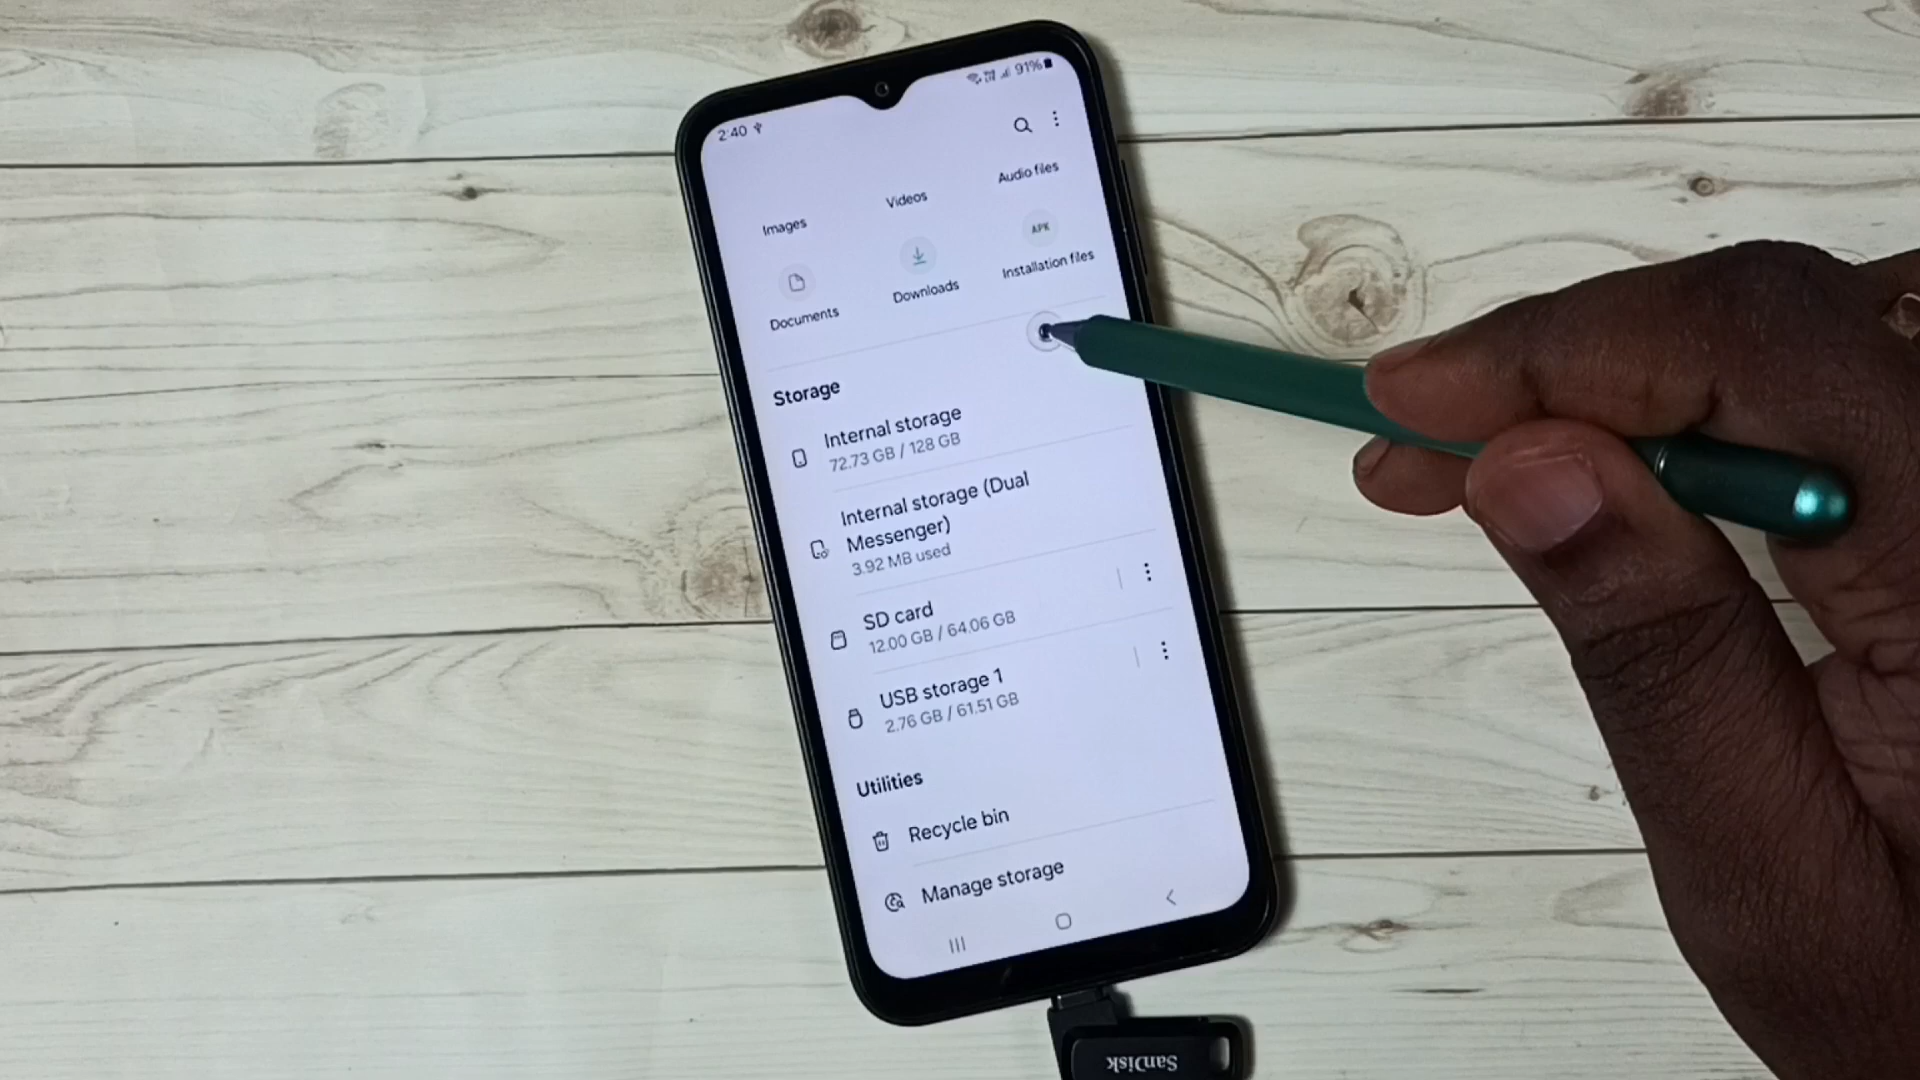 2:40
91%
Images
Videos
Audio files
Documents
Downloads
APK
Installation files
Storage
Internal storage
72.73 GB / 128 GB
Internal storage (Dual
Messenger)
3.92 MB used
SD card
12.00 GB / 64.06 GB
USB storage 1
2.76 GB / 61.51 GB
Utilities
Recycle bin
Manage storage
SanDisk